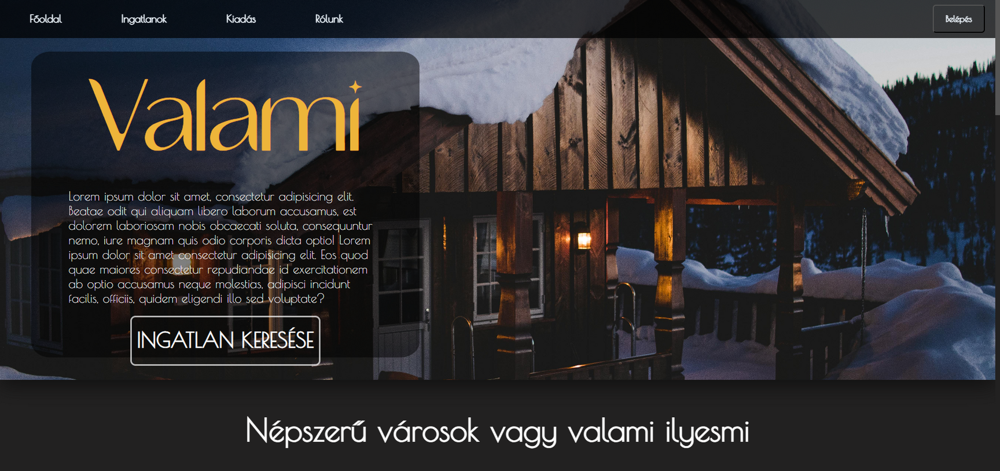 Főoldal
Ingatlanok
Kiadás
Rólunk
Belépés
Valami
Lorem ipsum dolor sit amet, consectetur adipisicing elit.
Beatae odit qui aliquam libero laborum accusamus, est
dolorem laboriosam nobis obcaecati soluta, consequuntur
nemo, iure magnam quis odio corporis dicta optio! Lorem
ipsum dolor sit amet consectetur adipisicing elit. Eos quod
quae maiores consectetur repudiandae id exercitationem
ab optio accusamus neque molestias, adipisci incidunt
facilis, officiis, quidem eligendi illo sed voluptate?
INGATLAN KERESÉSE
Népszerű városok vagy valami ilyesmi